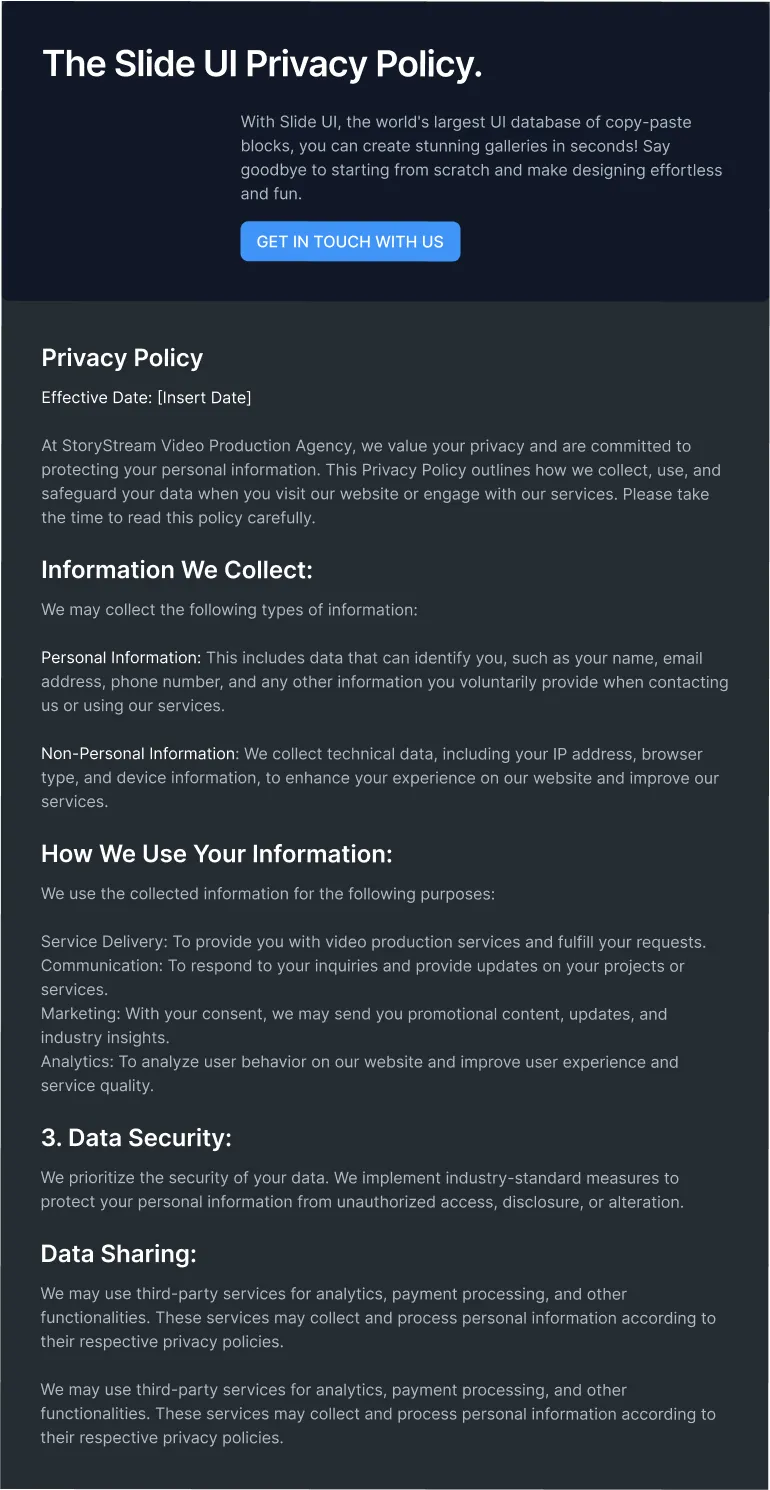 The Slide UI Privacy Policy.
With Slide UI, the world's largest UI database of copy-paste
blocks, you can create stunning galleries in seconds! Say
goodbye to starting from scratch and make designing effortless
and fun.
GET IN TOUCH WITH US
Privacy Policy
Effective Date: [Insert Date]
At StoryStream Video Production Agency, we value your privacy and are committed to
protecting your personal information. This Privacy Policy outlines how we collect, use, and
safeguard your data when you visit our website or engage with our services. Please take
the time to read this policy carefully.
Information We Collect:
We may collect the following types of information:
Personal Information: This includes data that can identify you, such as your name, email
address, phone number, and any other information you voluntarily provide when contacting
us or using our services.
Non-Personal Information: We collect technical data, including your IP address, browser
type, and device information, to enhance your experience on our website and improve our
services.
How We Use Your Information:
We use the collected information for the following purposes:
Service Delivery: To provide you with video production services and fulfill your requests.
Communication: To respond to your inquiries and provide updates on your projects or
services.
Marketing: With your consent, we may send you promotional content, updates, and
industry insights.
Analytics: To analyze user behavior on our website and improve user experience and
service quality.
3. Data Security:
We prioritize the security of your data. We implement industry-standard measures to
protect your personal information from unauthorized access, disclosure, or alteration.
Data Sharing:
We may use third-party services for analytics, payment processing, and other
functionalities. These services may collect and process personal information according to
their respective privacy policies.
We may use third-party services for analytics, payment processing, and other
functionalities. These services may collect and process personal information according to
their respective privacy policies.